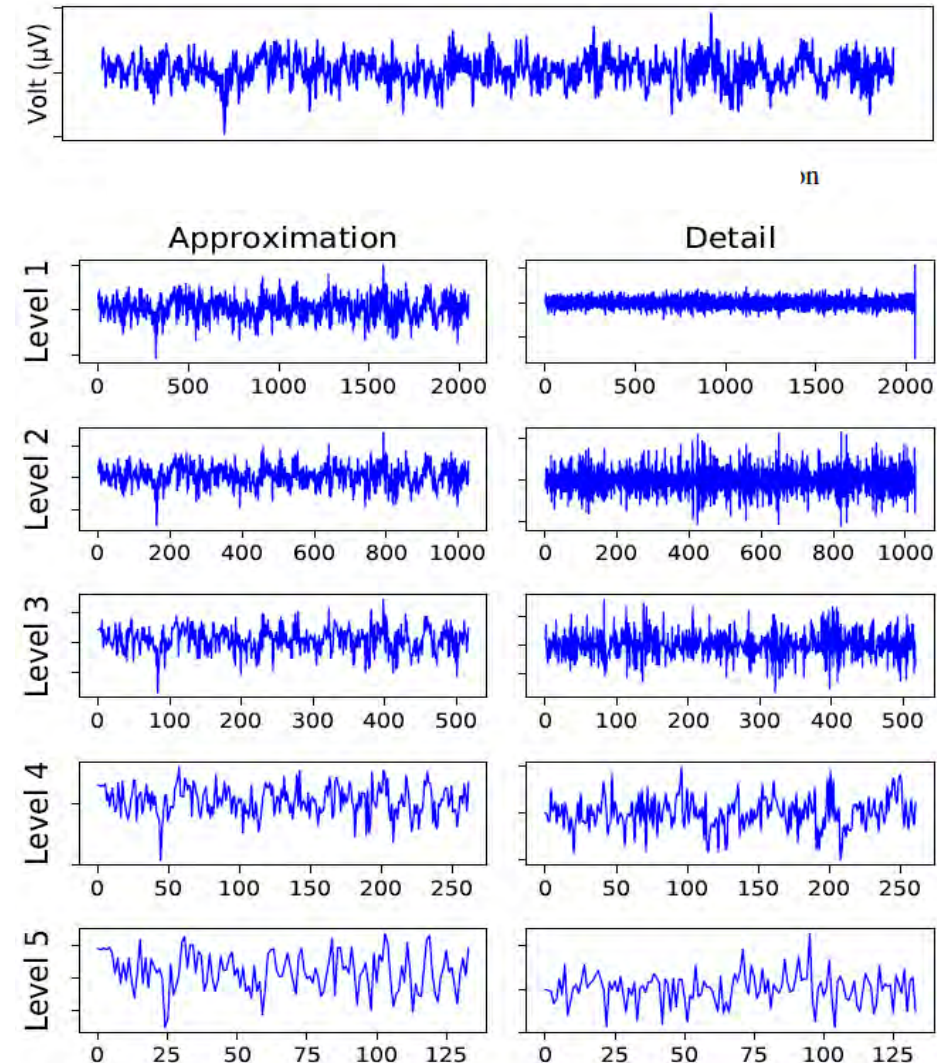 Volt (µV)
Approximation Detail
Level 1
0 500 1000 1500 2000 0 500 1000 1500 2000
Level 2
0 200 400 600 800 1000 0 200 400 600 800 1000
Level 3
0 100 200 300 400 500 0 100 200 300 400 500
Level 4
0 50 100 150 200 250 0 50 100 150 200 250
Level 5
0 25 50 75 100 125 0 25 50 75 100 125